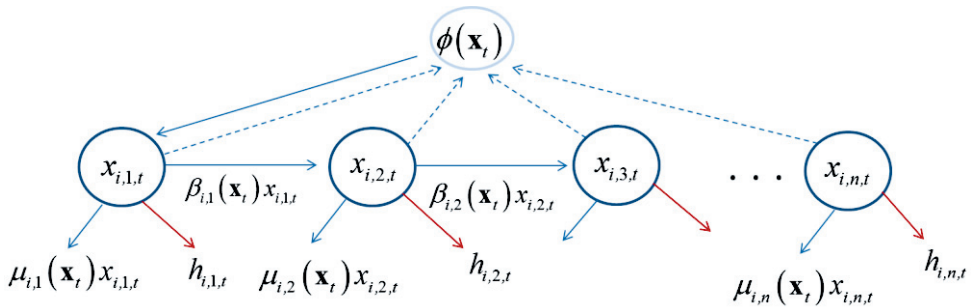 ϕ(𝐱_t)
x_{i,1,t} x_{i,2,t} x_{i,3,t} . . . x_{i,n,t}
β_{i,1}(𝐱_t)x_{i,1,t} β_{i,2}(𝐱_t)x_{i,2,t}
μ_{i,1}(𝐱_t)x_{i,1,t} h_{i,1,t} μ_{i,2}(𝐱_t)x_{i,2,t} h_{i,2,t} μ_{i,n}(𝐱_t)x_{i,n,t} h_{i,n,t}